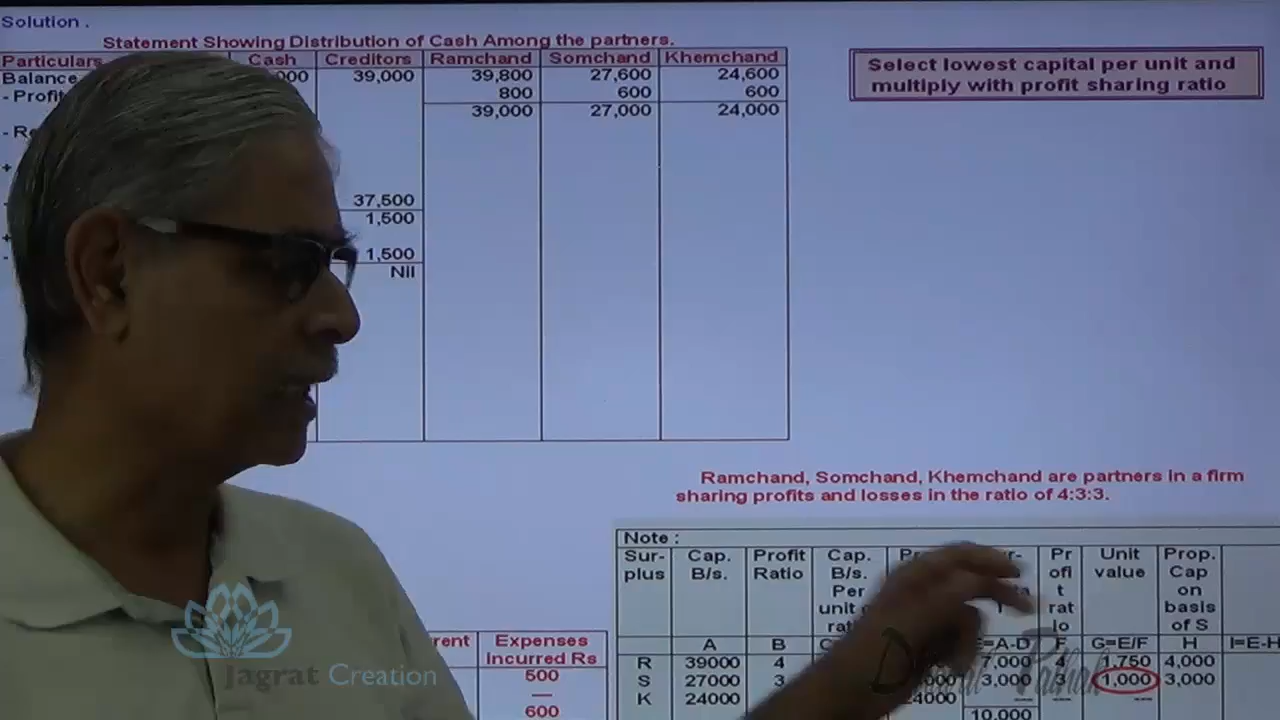 Solution .
Statement Showing Distribution of Cash Among the partners.
Particulars Cash Creditors Ramchand Somchand Khemchand
Balance 39,000 39,800 27,600 24,600
- Profit 800 600 600
39,000 27,000 24,000
37,500
1,500
1,500
Nil
Select lowest capital per unit and
multiply with profit sharing ratio
Ramchand, Somchand, Khemchand are partners in a firm
sharing profits and losses in the ratio of 4:3:3.
Note :
Sur-
plus
Cap.
B/s.
Profit
Ratio
Cap.
B/s.
Per
unit
Pr
ofi
t
rat
io
Unit
value
Prop.
Cap
on
basis
of S
A B F G=E/F H I=E-H
R 39000 4 7,000 4 1,750 4,000
S 27000 3 3,000 3 1,000 3,000
K 24000 24000
10,000
Expenses
Incurred Rs
500
—
600
Jagrat Creation